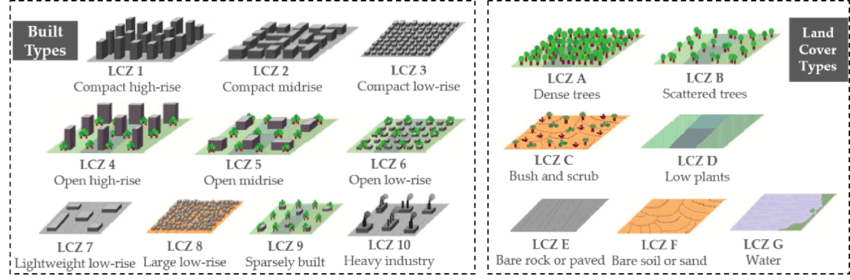 Built
Types
LCZ 1
Compact high-rise
LCZ 2
Compact midrise
LCZ 3
Compact low-rise
LCZ 4
Open high-rise
LCZ 5
Open midrise
LCZ 6
Open low-rise
LCZ 7
Lightweight low-rise
LCZ 8
Large low-rise
LCZ 9
Sparsely built
LCZ 10
Heavy industry
Land
Cover
Types
LCZ A
Dense trees
LCZ B
Scattered trees
LCZ C
Bush and scrub
LCZ D
Low plants
LCZ E
Bare rock or paved
LCZ F
Bare soil or sand
LCZ G
Water